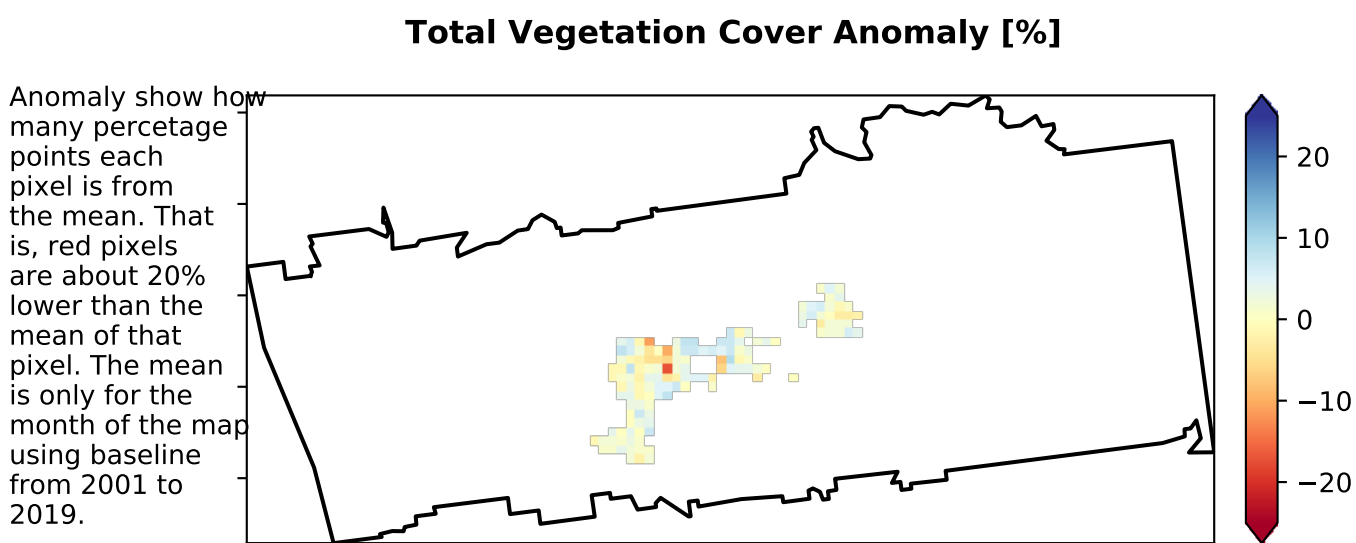 Total Vegetation Cover Anomaly [%]
Anomaly show how
many percetage
points each
pixel is from
the mean. That
is, red pixels
are about 20%
lower than the
mean of that
pixel. The mean
is only for the
month of the map
using baseline
from 2001 to
2019.
20
10
0
−10
−20